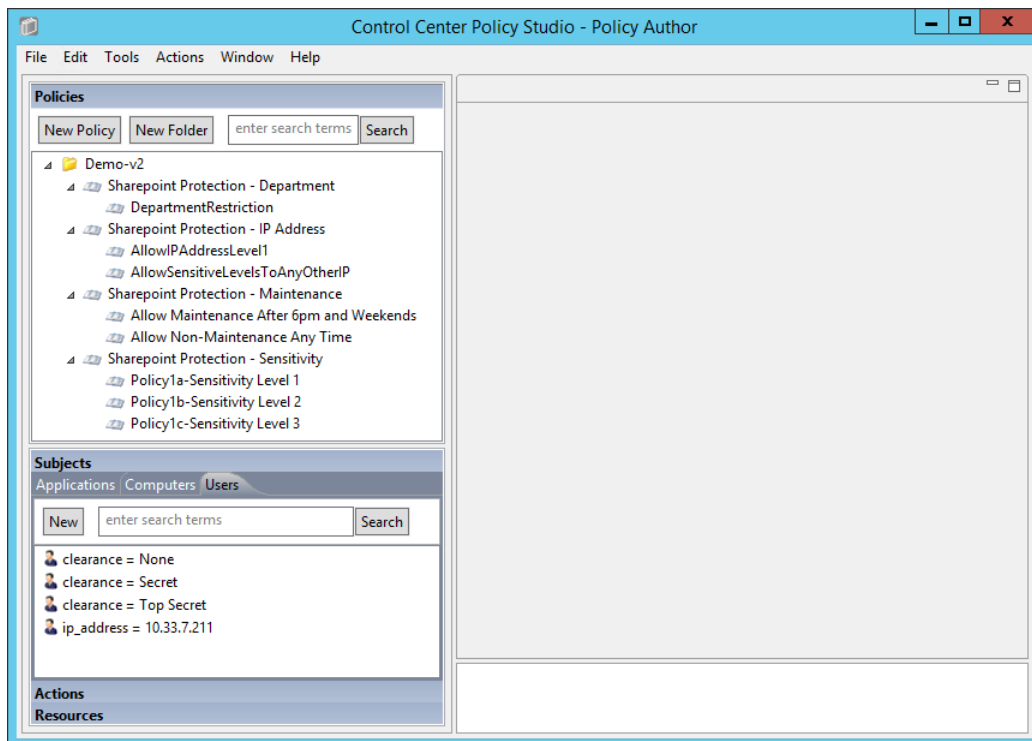 Control Center Policy Studio - Policy Author
File Edit Tools Actions Window Help
Policies
New Policy New Folder enter search terms Search
Demo-v2
Sharepoint Protection - Department
DepartmentRestriction
Sharepoint Protection - IP Address
AllowIPAddressLevel1
AllowSensitiveLevelsToAnyOtherIP
Sharepoint Protection - Maintenance
Allow Maintenance After 6pm and Weekends
Allow Non-Maintenance Any Time
Sharepoint Protection - Sensitivity
Policy1a-Sensitivity Level 1
Policy1b-Sensitivity Level 2
Policy1c-Sensitivity Level 3
Subjects
Applications Computers Users
New enter search terms Search
clearance = None
clearance = Secret
clearance = Top Secret
ip_address = 10.33.7.211
Actions
Resources